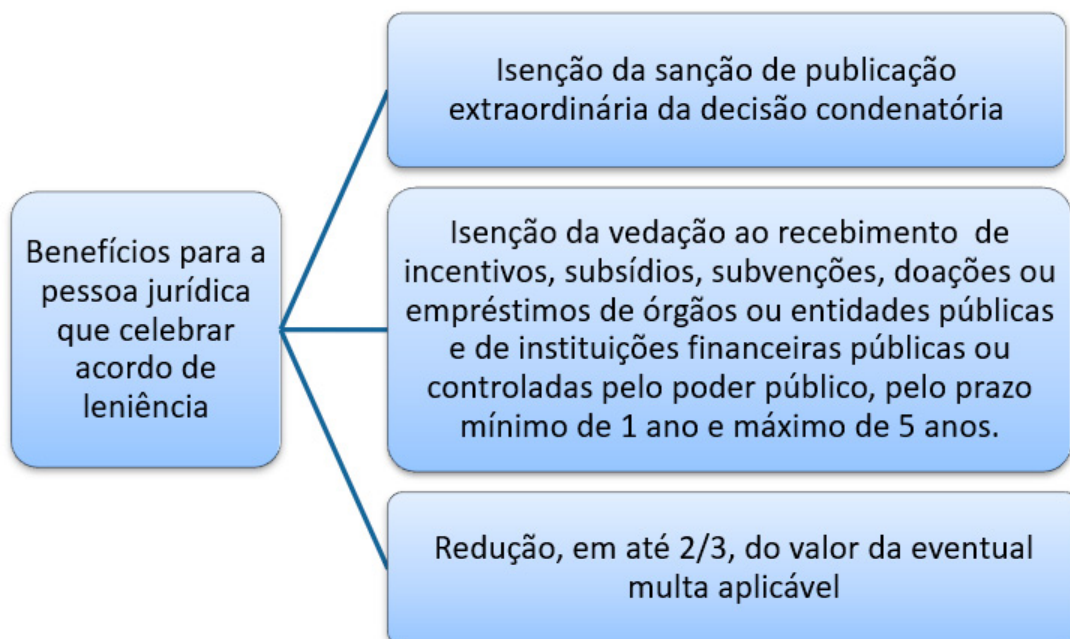 Isenção da sanção de publicação
extraordinária da decisão condenatória
Benefícios para a
pessoa jurídica
que celebrar
acordo de
leniência
Isenção da vedação ao recebimento de
incentivos, subsídios, subvenções, doações ou
empréstimos de órgãos ou entidades públicas
e de instituições financeiras públicas ou
controladas pelo poder público, pelo prazo
mínimo de 1 ano e máximo de 5 anos.
Redução, em até 2/3, do valor da eventual
multa aplicável